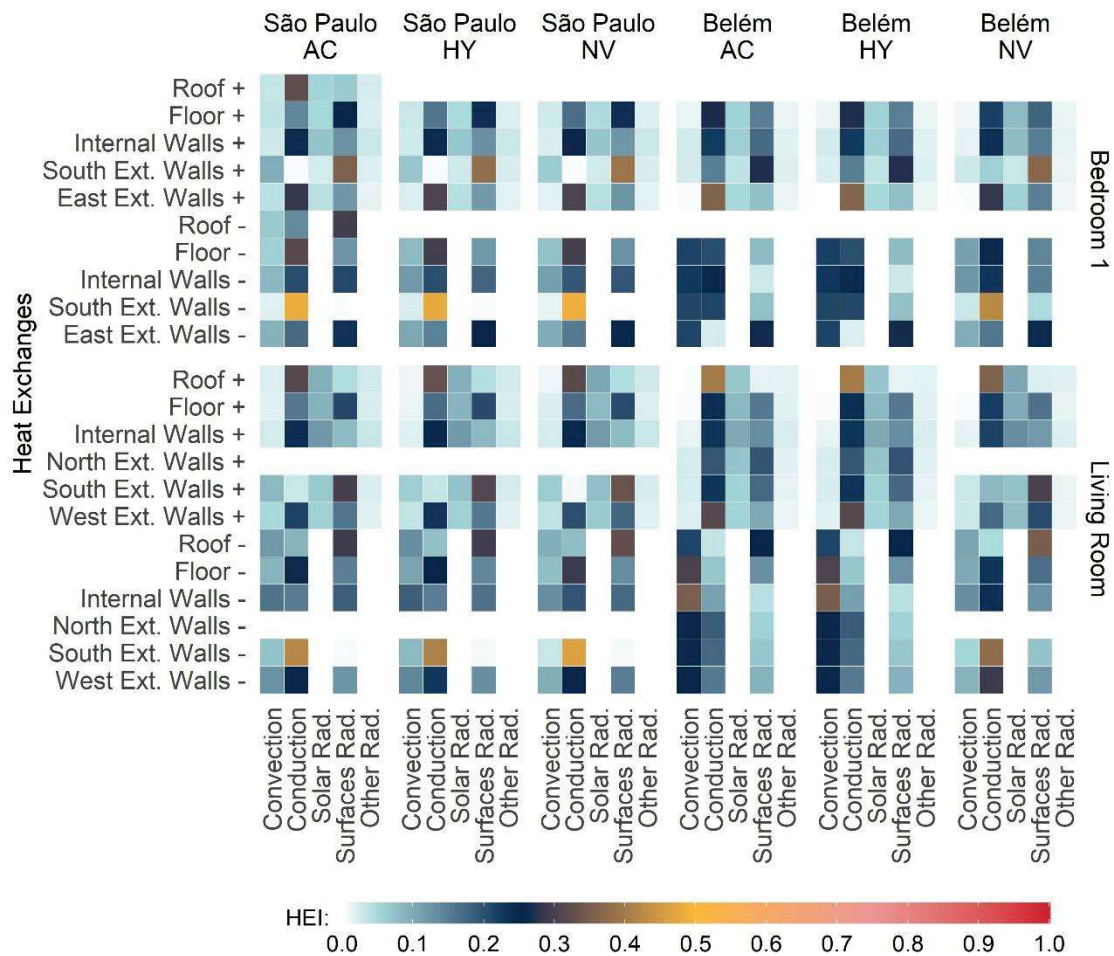 São Paulo AC
São Paulo HY
São Paulo NV
Belém AC
Belém HY
Belém NV
Heat Exchanges
Bedroom 1
Roof +
Floor +
Internal Walls +
South Ext. Walls +
East Ext. Walls +
Roof -
Floor -
Internal Walls -
South Ext. Walls -
East Ext. Walls -
Living Room
Roof +
Floor +
Internal Walls +
North Ext. Walls +
South Ext. Walls +
West Ext. Walls +
Roof -
Floor -
Internal Walls -
North Ext. Walls -
South Ext. Walls -
West Ext. Walls -
Convection
Conduction
Solar Rad.
Surfaces Rad.
Other Rad.
Convection
Conduction
Solar Rad.
Surfaces Rad.
Other Rad.
Convection
Conduction
Solar Rad.
Surfaces Rad.
Other Rad.
Convection
Conduction
Solar Rad.
Surfaces Rad.
Other Rad.
Convection
Conduction
Solar Rad.
Surfaces Rad.
Other Rad.
Convection
Conduction
Solar Rad.
Surfaces Rad.
Other Rad.
HEI:
0.0 0.1 0.2 0.3 0.4 0.5 0.6 0.7 0.8 0.9 1.0